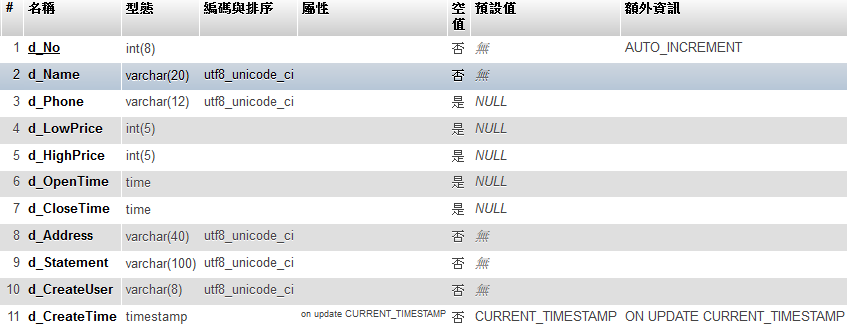 # 名稱 型態 編碼與排序 屬性 空值 預設值 額外資訊
1 d_No int(8) 否 無 AUTO_INCREMENT
2 d_Name varchar(20) utf8_unicode_ci 否 無
3 d_Phone varchar(12) utf8_unicode_ci 是 NULL
4 d_LowPrice int(5) 是 NULL
5 d_HighPrice int(5) 是 NULL
6 d_OpenTime time 是 NULL
7 d_CloseTime time 是 NULL
8 d_Address varchar(40) utf8_unicode_ci 否 無
9 d_Statement varchar(100) utf8_unicode_ci 否 無
10 d_CreateUser varchar(8) utf8_unicode_ci 否 無
11 d_CreateTime timestamp on update CURRENT_TIMESTAMP 否 CURRENT_TIMESTAMP ON UPDATE CURRENT_TIMESTAMP